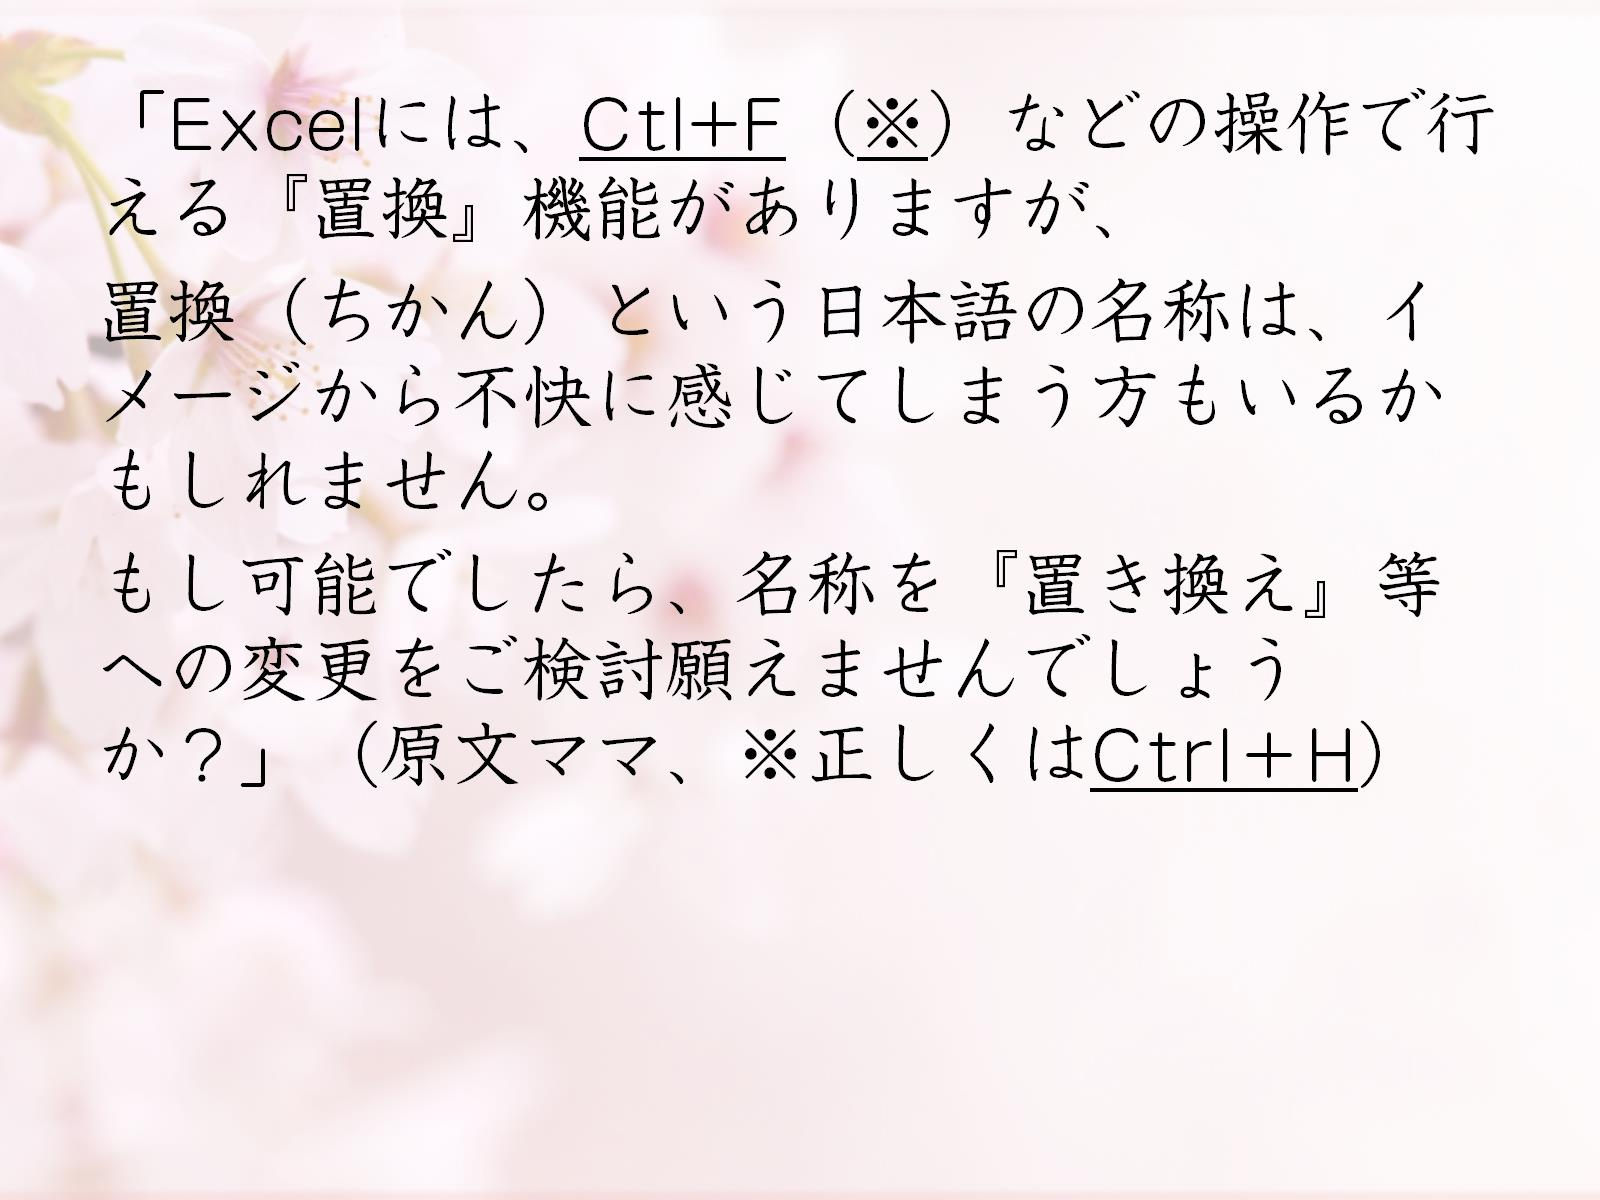 「Excelには、Ctl+F（※）などの操作で行
える『置換』機能がありますが、
置換（ちかん）という日本語の名称は、イ
メージから不快に感じてしまう方もいるか
もしれません。
もし可能でしたら、名称を『置き換え』等
への変更をご検討願えませんでしょう
か？」（原文ママ、※正しくはCtrl＋H）